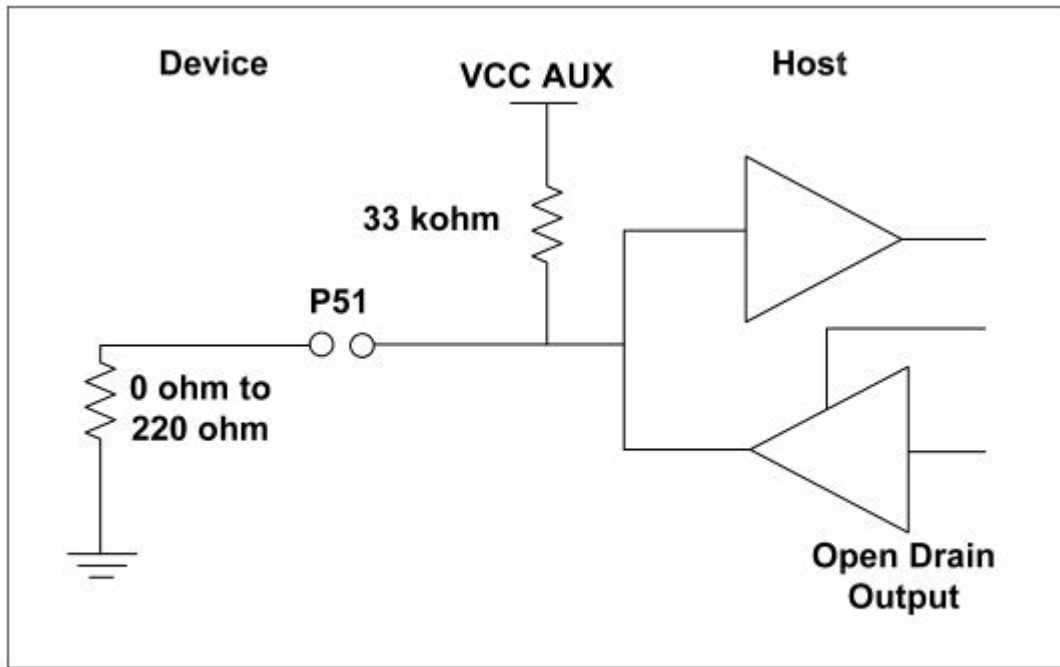 Device
VCC AUX
Host
33 kohm
P51
0 ohm to
220 ohm
Open Drain
Output